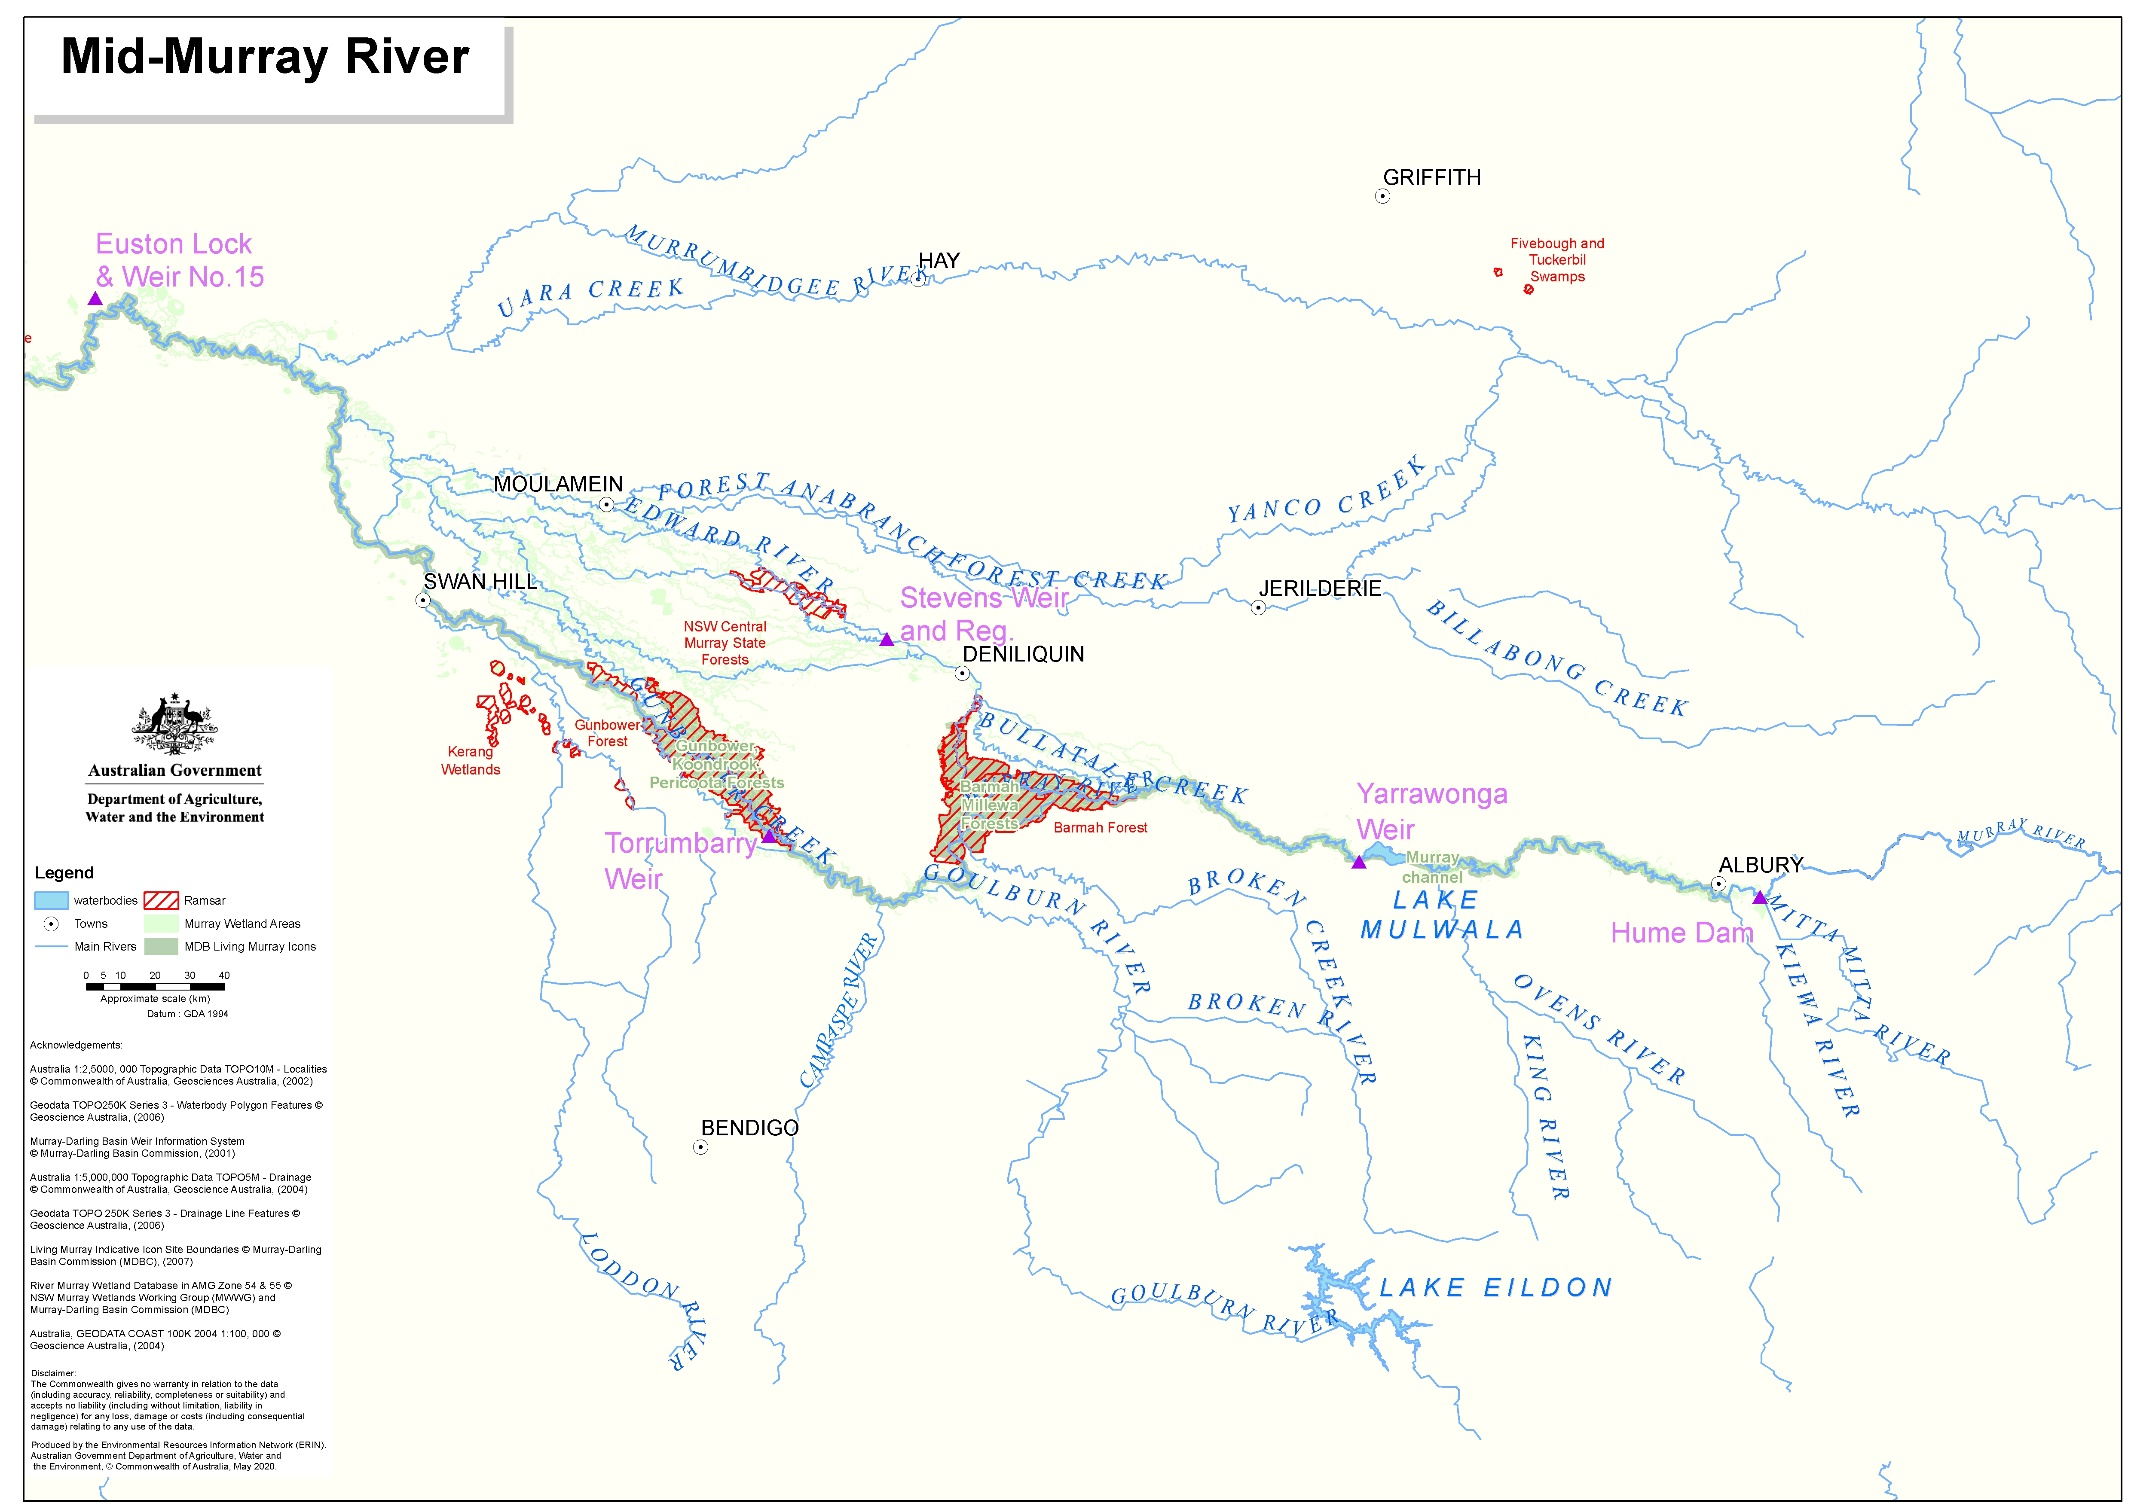 Mid-Murray River
GRIFFITH
Fivebough and
Tuckerbil
Swamps
Euston Lock
& Weir No.15
MURRUMBIDGEE RIVER
HAY
UARA CREEK
e
MOULAMEIN
FOREST ANABRANCH
EDWARD RIVER
FOREST CREEK
YANCO CREEK
SWAN HILL
Stevens Weir
and Reg.
JERILDERIE
BILLABONG CREEK
NSW Central
Murray State
Forests
DENILIQUIN
GUNBOWER CREEK
Gunbower
Forest
Kerang
Wetlands
Gunbower,
Koondrook,
Pericoota Forests
BULLATALE CREEK
MURRAY RIVER
Barmah
Millewa
Forests
Barmah Forest
Torrumbarry
Weir
Yarrawonga
Weir
Murray
channel
LAKE
MULWALA
ALBURY
MURRAY RIVER
Hume Dam
MITTA MITTA RIVER
KIEWA RIVER
GOULBURN RIVER
BROKEN CREEK
BROKEN RIVER
OVENS RIVER
KING RIVER
CAMPASPE RIVER
BENDIGO
LODDON RIVER
GOULBURN RIVER
LAKE EILDON
Australian Government
Department of Agriculture,
Water and the Environment
Legend
waterbodies
Ramsar
Towns
Murray Wetland Areas
Main Rivers
MDB Living Murray Icons
0 5 10 20 30 40
Approximate scale (km)
Datum : GDA 1994
Acknowledgements:
Australia 1:2,5000, 000 Topographic Data TOPO10M - Localities
© Commonwealth of Australia, Geosciences Australia, (2002)
Geodata TOPO250K Series 3 - Waterbody Polygon Features ©
Geoscience Australia, (2006)
Murray-Darling Basin Weir Information System
© Murray-Darling Basin Commission, (2001)
Australia 1:5,000,000 Topographic Data TOPO5M - Drainage
© Commonwealth of Australia, Geoscience Australia, (2004)
Geodata TOPO 250K Series 3 - Drainage Line Features ©
Geoscience Australia, (2006)
Living Murray Indicative Icon Site Boundaries © Murray-Darling
Basin Commission (MDBC), (2007)
River Murray Wetland Database in AMG Zone 54 & 55 ©
NSW Murray Wetlands Working Group (MWWG) and
Murray-Darling Basin Commission (MDBC)
Australia, GEODATA COAST 100K 2004 1:100, 000 ©
Geoscience Australia, (2004)
Disclaimer:
The Commonwealth gives no warranty in relation to the data
(including accuracy, reliability, completeness or suitability) and
accepts no liability (including without limitation, liability in
negligence) for any loss, damage or costs (including consequential
damage) relating to any use of the data.
Produced by the Environmental Resources Information Network (ERIN).
Australian Government Department of Agriculture, Water and
the Environment, © Commonwealth of Australia, May 2020.